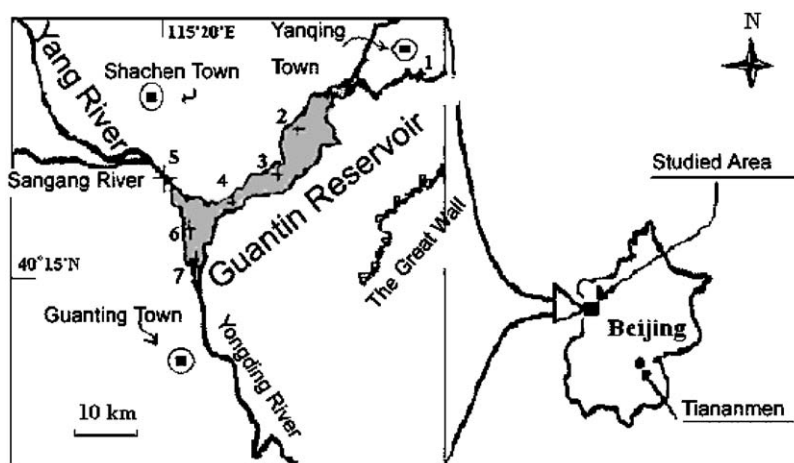 115°20'E
Yanqing
Town
1
N
Yang River
Shachen Town
2
Studied Area
5
4
3
Sangang River
Guantin Reservoir
6
The Great Wall
40°15'N
7
Guanting Town
Yongding River
Beijing
10 km
Tiananmen